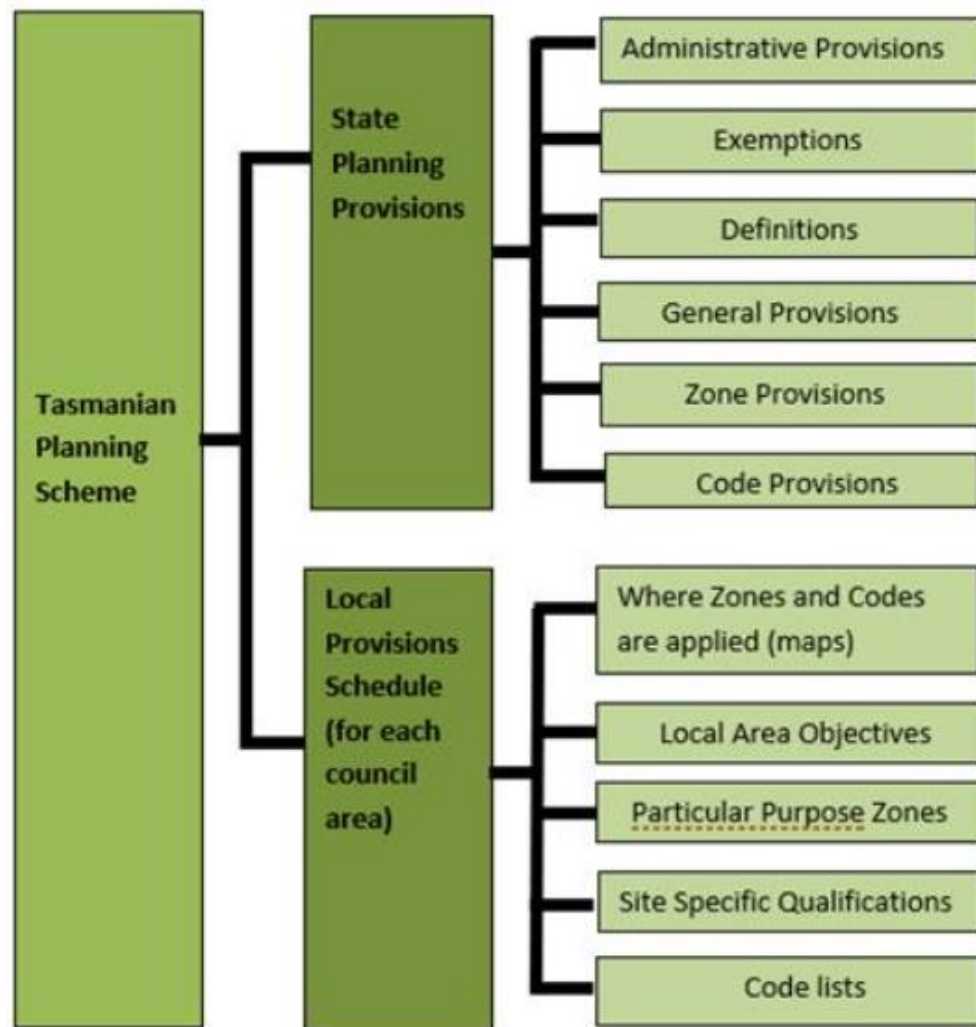 Tasmanian
Planning
Scheme
State
Planning
Provisions
Administrative Provisions
Exemptions
Definitions
General Provisions
Zone Provisions
Code Provisions
Local
Provisions
Schedule
(for each
council
area)
Where Zones and Codes
are applied (maps)
Local Area Objectives
Particular Purpose Zones
Site Specific Qualifications
Code lists